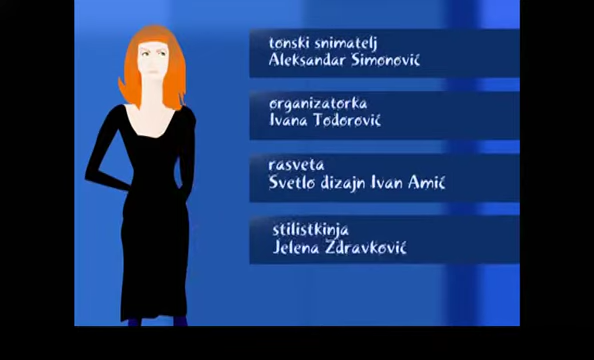 tonski snimatelj
Aleksandar Simonović
organizatorka
Ivana Todorović
rasveta
Svetlo dizajn Ivan Amić
stilistkinja
Jelena Zdravković